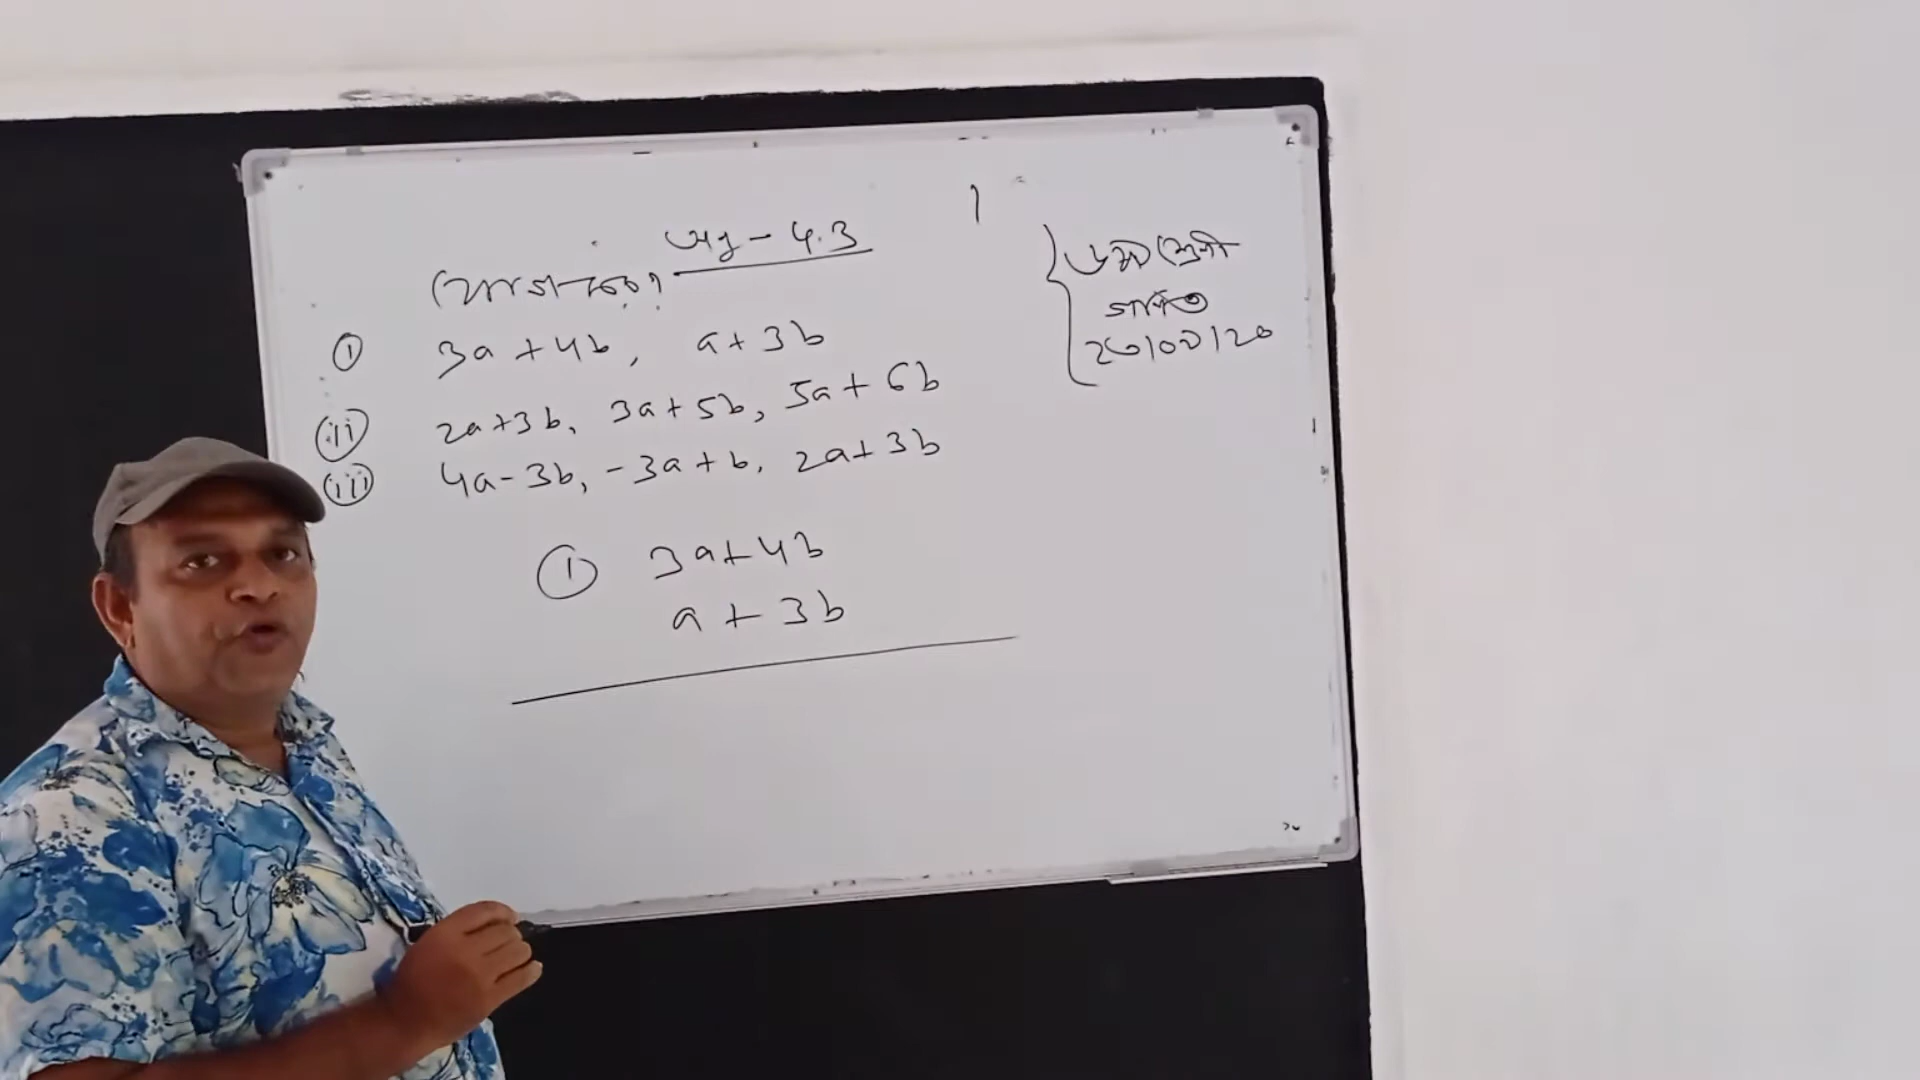 অনু - 4.3
যোগ কর:
① 3a + 4b, a + 3b
ⓘⓘ 2a + 3b, 3a + 5b, 5a + 6b
ⓘⓘⓘ 4a - 3b, - 3a + b, 2a + 3b
① 3a + 4b
a + 3b
৬ষ্ঠ শ্রেণী
গণিত